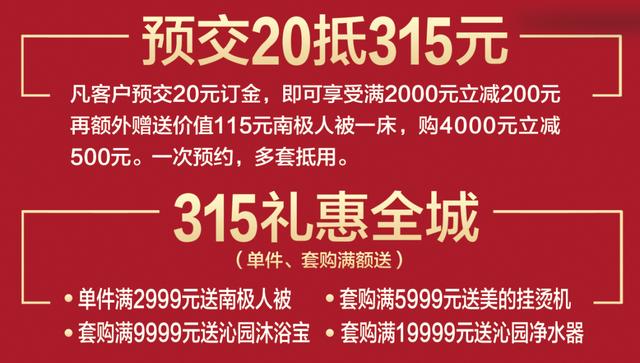 预交20抵315元
凡客户预交20元订金，即可享受满2000元立减200元
再额外赠送价值115元南极人被一床，购4000元立减
500元。一次预约，多套抵用。
315礼惠全城
（单件、套购满额送）
•单件满2999元送南极人被 •套购满5999元送美的挂烫机
•套购满9999元送沁园沐浴宝 •套购满19999元送沁园净水器